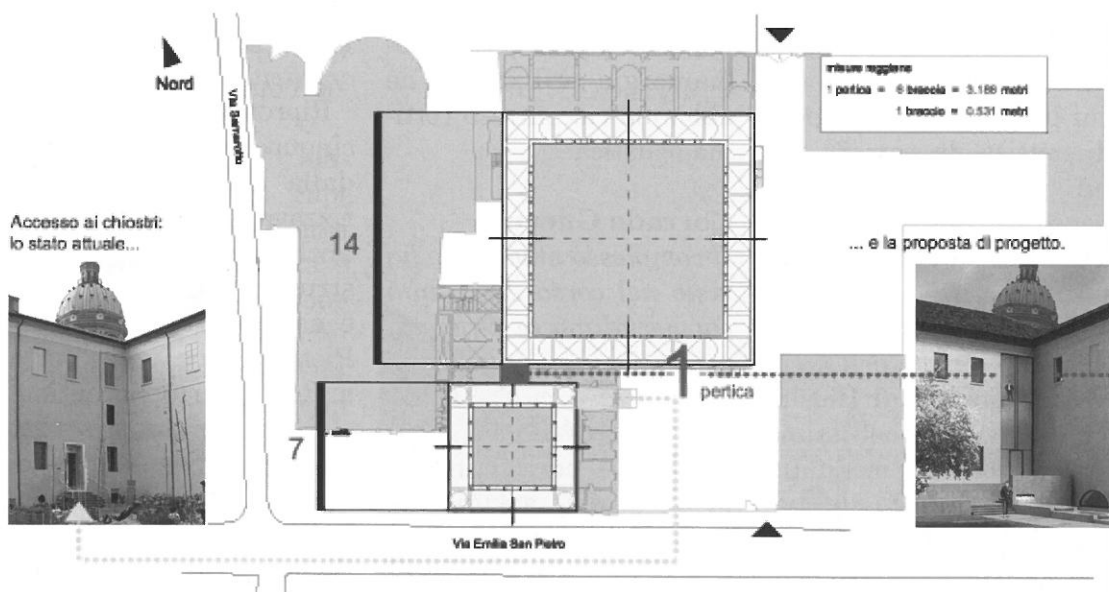 Nord
Via Samarotto
misure reggiane
1 pertica = 6 braccia = 3.186 metri
1 braccio = 0.531 metri
Accesso ai chiostri:
lo stato attuale...
14
... e la proposta di progetto.
1
pertica
7
Via Emilia San Pietro